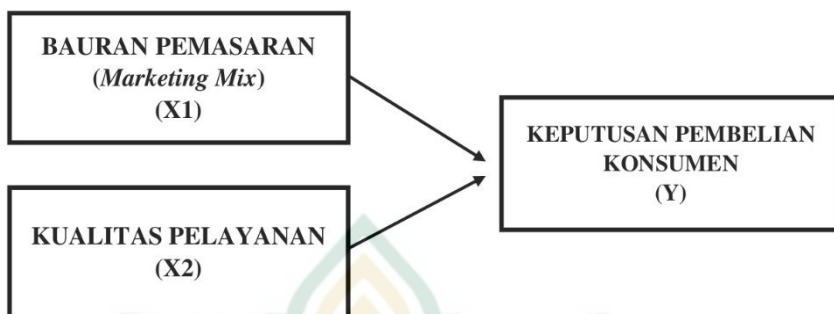 BAURAN PEMASARAN
(Marketing Mix)
(X1)
KUALITAS PELAYANAN
(X2)
KEPUTUSAN PEMBELIAN
KONSUMEN
(Y)